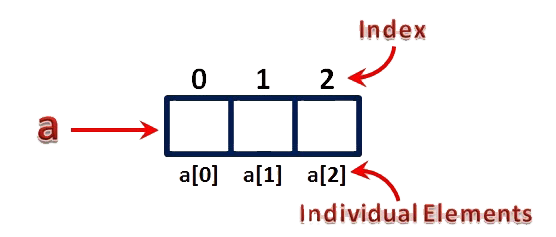 Index
0 1 2
a
a[0] a[1] a[2]
Individual Elements